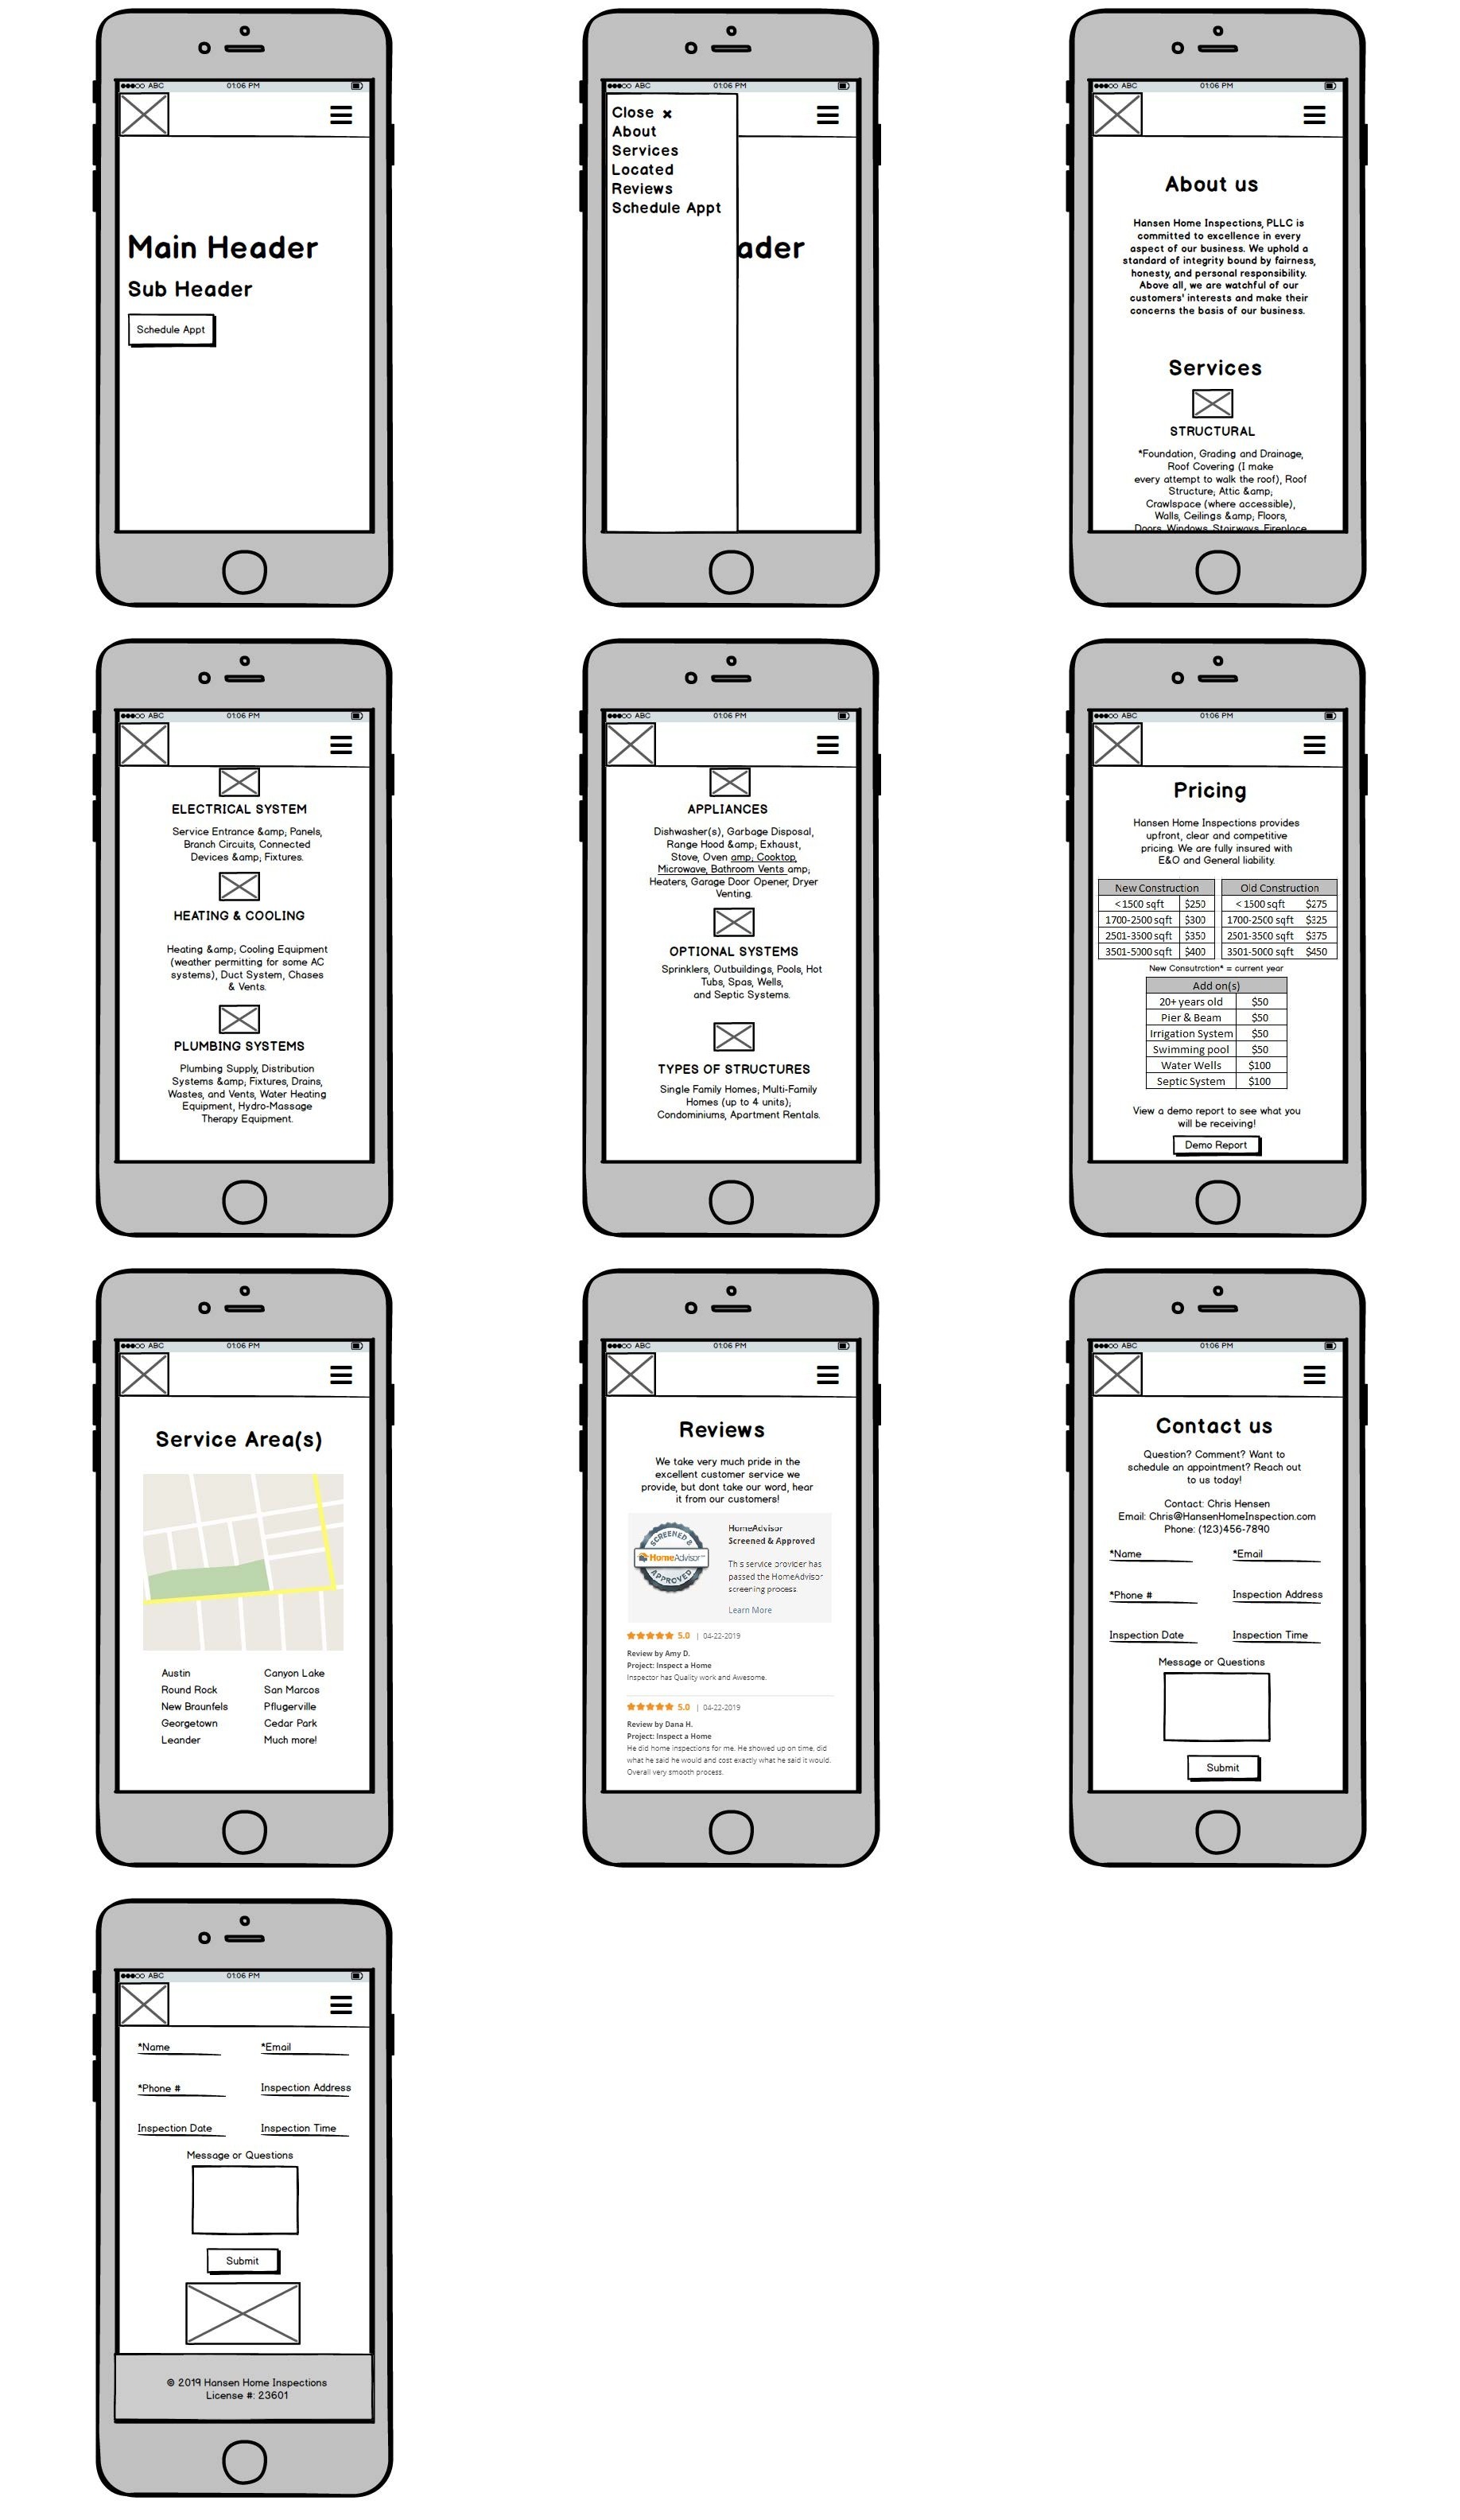 ABC 01:06 PM
Main Header
Sub Header
Schedule Appt
ABC 01:06 PM
Close ×
About
Services
Located
Reviews
Schedule Appt
ader
ABC 01:06 PM
About us
Hansen Home Inspections, PLLC is
committed to excellence in every
aspect of our business. We uphold a
standard of integrity bound by fairness,
honesty, and personal responsibility.
Above all, we are watchful of our
customers' interests and make their
concerns the basis of our business.
Services
STRUCTURAL
*Foundation, Grading and Drainage,
Roof Covering (I make
every attempt to walk the roof), Roof
Structure; Attic &amp;
Crawlspace (where accessible),
Walls, Ceilings &amp; Floors,
Doors, Windows, Stairways, Fireplace
ABC 01:06 PM
ELECTRICAL SYSTEM
Service Entrance &amp; Panels,
Branch Circuits, Connected
Devices &amp; Fixtures.
HEATING & COOLING
Heating &amp; Cooling Equipment
(weather permitting for some AC
systems), Duct System, Chases
& Vents.
PLUMBING SYSTEMS
Plumbing Supply, Distribution
Systems &amp; Fixtures, Drains,
Wastes, and Vents, Water Heating
Equipment, Hydro-Massage
Therapy Equipment.
ABC 01:06 PM
APPLIANCES
Dishwasher(s), Garbage Disposal,
Range Hood &amp; Exhaust,
Stove, Oven amp; Cooktop,
Microwave, Bathroom Vents amp;
Heaters, Garage Door Opener, Dryer
Venting.
OPTIONAL SYSTEMS
Sprinklers, Outbuildings, Pools, Hot
Tubs, Spas, Wells,
and Septic Systems.
TYPES OF STRUCTURES
Single Family Homes; Multi-Family
Homes (up to 4 units);
Condominiums, Apartment Rentals.
ABC 01:06 PM
Pricing
Hansen Home Inspections provides
upfront, clear and competitive
pricing. We are fully insured with
E&O and General liability.
New Construction
<1500 sqft $250
1700-2500 sqft $300
2501-3500 sqft $350
3501-5000 sqft $400
Old Construction
<1500 sqft $275
1700-2500 sqft $325
2501-3500 sqft $375
3501-5000 sqft $450
New Consutrction* = current year
Add on(s)
20+ years old $50
Pier & Beam $50
Irrigation System $50
Swimming pool $50
Water Wells $100
Septic System $100
View a demo report to see what you
will be receiving!
Demo Report
ABC 01:06 PM
Service Area(s)
Austin Canyon Lake
Round Rock San Marcos
New Braunfels Pflugerville
Georgetown Cedar Park
Leander Much more!
ABC 01:06 PM
Reviews
We take very much pride in the
excellent customer service we
provide, but dont take our word, hear
it from our customers!
SCREENED &
HomeAdvisor
APPROVED
HomeAdvisor
Screened & Approved
This service provider has
passed the HomeAdvisor
screening process
Learn More
5.0 | 04-22-2019
Review by Amy D.
Project: Inspect a Home
Inspector has Quality work and Awesome.
5.0 | 04-22-2019
Review by Dana H.
Project: Inspect a Home
He did home inspections for me. He showed up on time, did
what he said he would and cost exactly what he said it would.
Overall very smooth process.
ABC 01:06 PM
Contact us
Question? Comment? Want to
schedule an appointment? Reach out
to us today!
Contact: Chris Hensen
Email: Chris@HansenHomeInspection.com
Phone: (123)456-7890
*Name *Email
*Phone # Inspection Address
Inspection Date Inspection Time
Message or Questions
Submit
ABC 01:06 PM
*Name *Email
*Phone # Inspection Address
Inspection Date Inspection Time
Message or Questions
Submit
© 2019 Hansen Home Inspections
License #: 23601